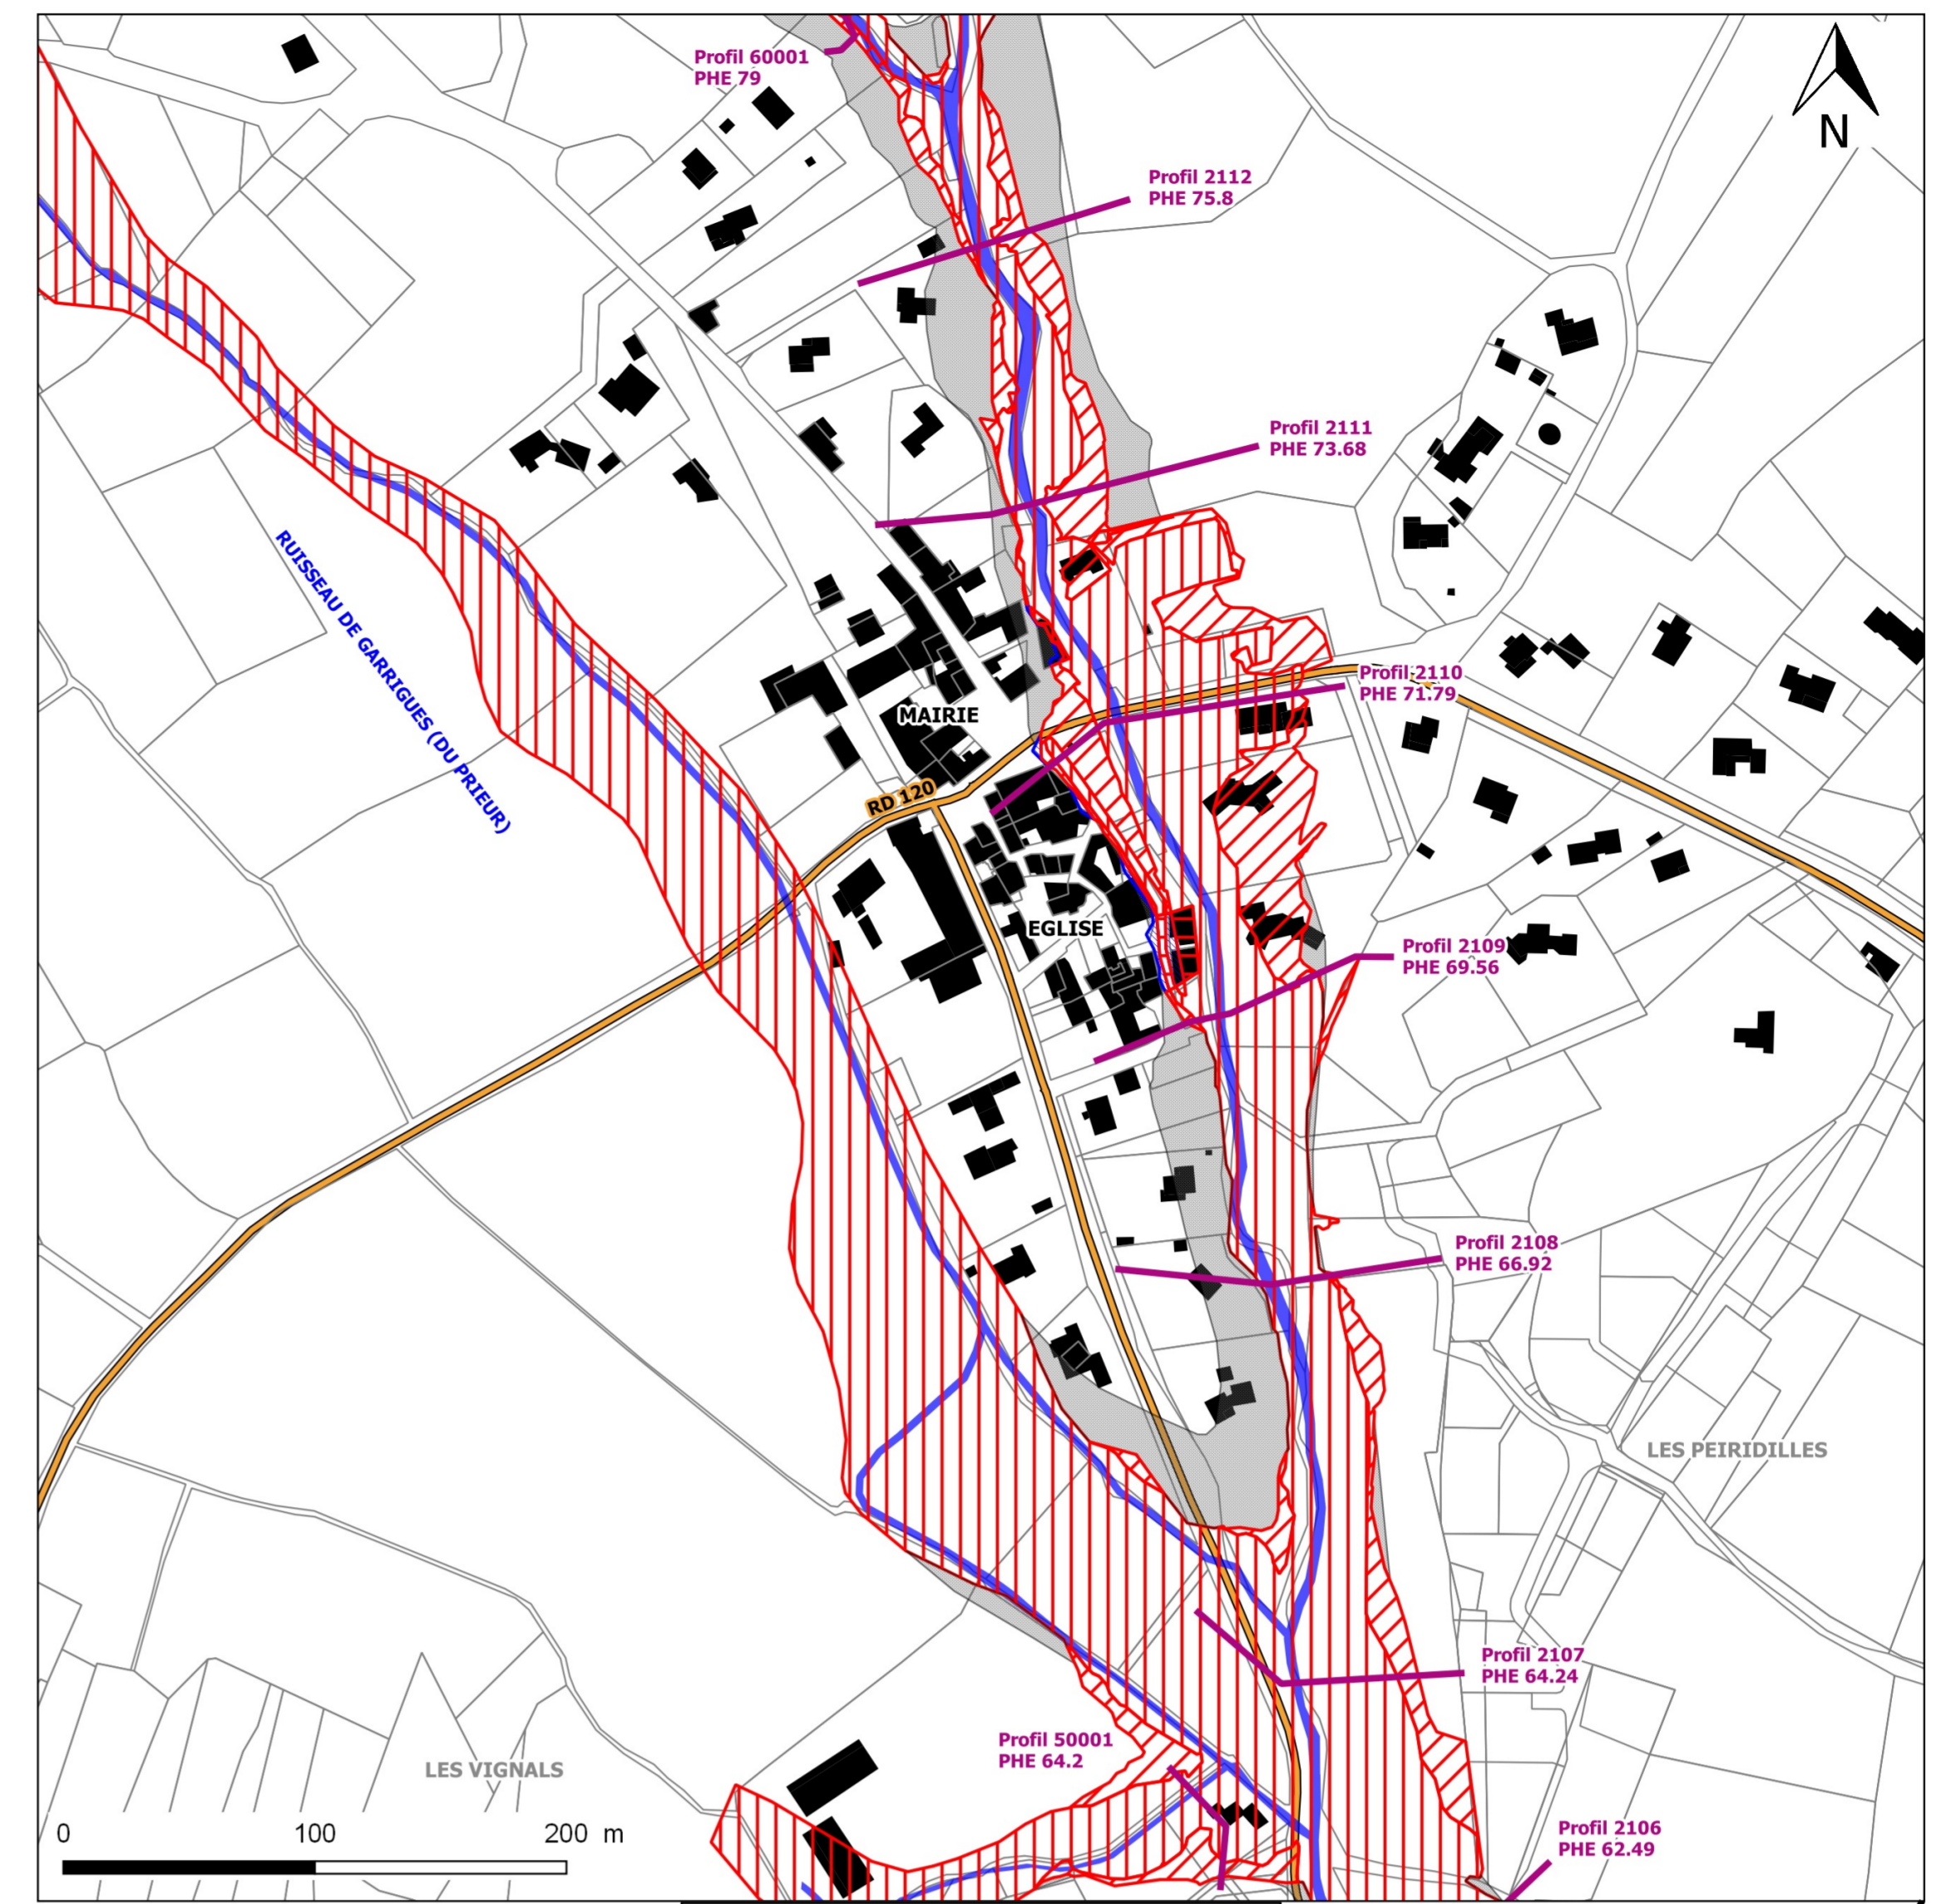 Profil 60001
PHE 79
N
Profil 2112
PHE 75.8
Profil 2111
PHE 73.68
RUISSEAU DE GARRIGUES (DU PRIEUR)
Profil 2110
PHE 71.79
MAIRIE
RD 120
EGLISE
Profil 2109
PHE 69.56
Profil 2108
PHE 66.92
LES PEIRIDILLES
Profil 2107
PHE 64.24
Profil 50001
PHE 64.2
LES VIGNALS
Profil 2106
PHE 62.49
0 100 200 m